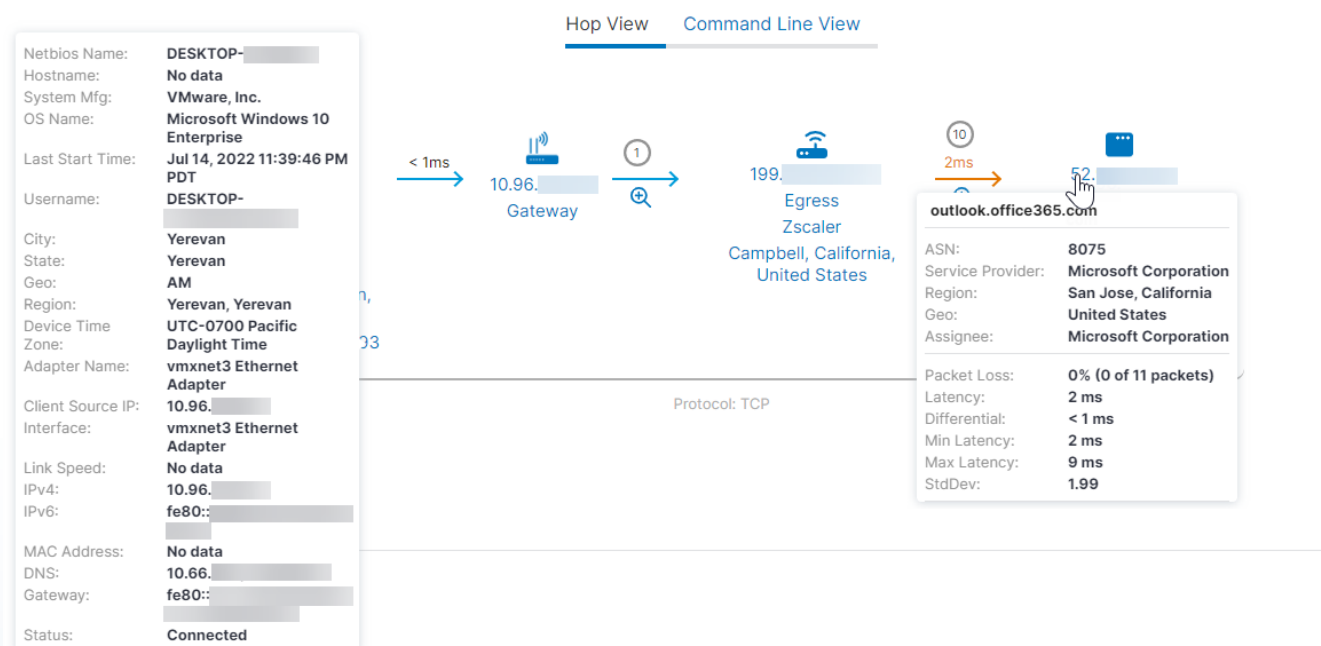 Hop View Command Line View
Netbios Name: DESKTOP-
Hostname: No data
System Mfg: VMware, Inc.
OS Name: Microsoft Windows 10
Enterprise
Last Start Time: Jul 14, 2022 11:39:46 PM
PDT
Username: DESKTOP-
City: Yerevan
State: Yerevan
Geo: AM
Region: Yerevan, Yerevan
Device Time
Zone:
UTC-0700 Pacific
Daylight Time
Adapter Name: vmxnet3 Ethernet
Adapter
Client Source IP: 10.96.
Interface: vmxnet3 Ethernet
Adapter
Link Speed: No data
IPv4: 10.96.
IPv6: fe80::
MAC Address: No data
DNS: 10.66.
Gateway: fe80::
Status: Connected
n,
03
< 1ms
10.96.
Gateway
1
199.
Egress
Zscaler
Campbell, California,
United States
10
2ms
52.
outlook.office365.com
ASN: 8075
Service Provider: Microsoft Corporation
Region: San Jose, California
Geo: United States
Assignee: Microsoft Corporation
Packet Loss: 0% (0 of 11 packets)
Latency: 2 ms
Differential: < 1 ms
Min Latency: 2 ms
Max Latency: 9 ms
StdDev: 1.99
Protocol: TCP